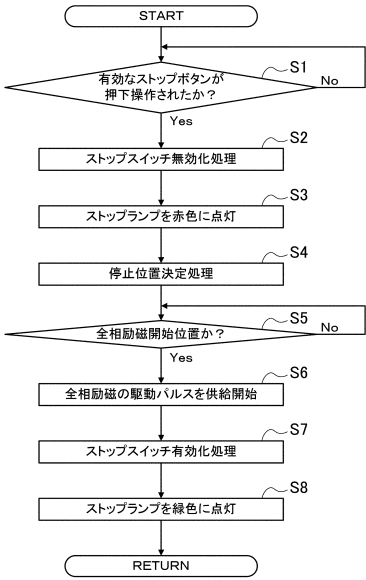 START
S1
有効なストップボタンが
押下操作されたか？
No
Yes
S2
ストップスイッチ無効化処理
S3
ストップランプを赤色に点灯
S4
停止位置決定処理
S5
全相励磁開始位置か？
No
Yes
S6
全相励磁の駆動パルスを供給開始
S7
ストップスイッチ有効化処理
S8
ストップランプを緑色に点灯
RETURN